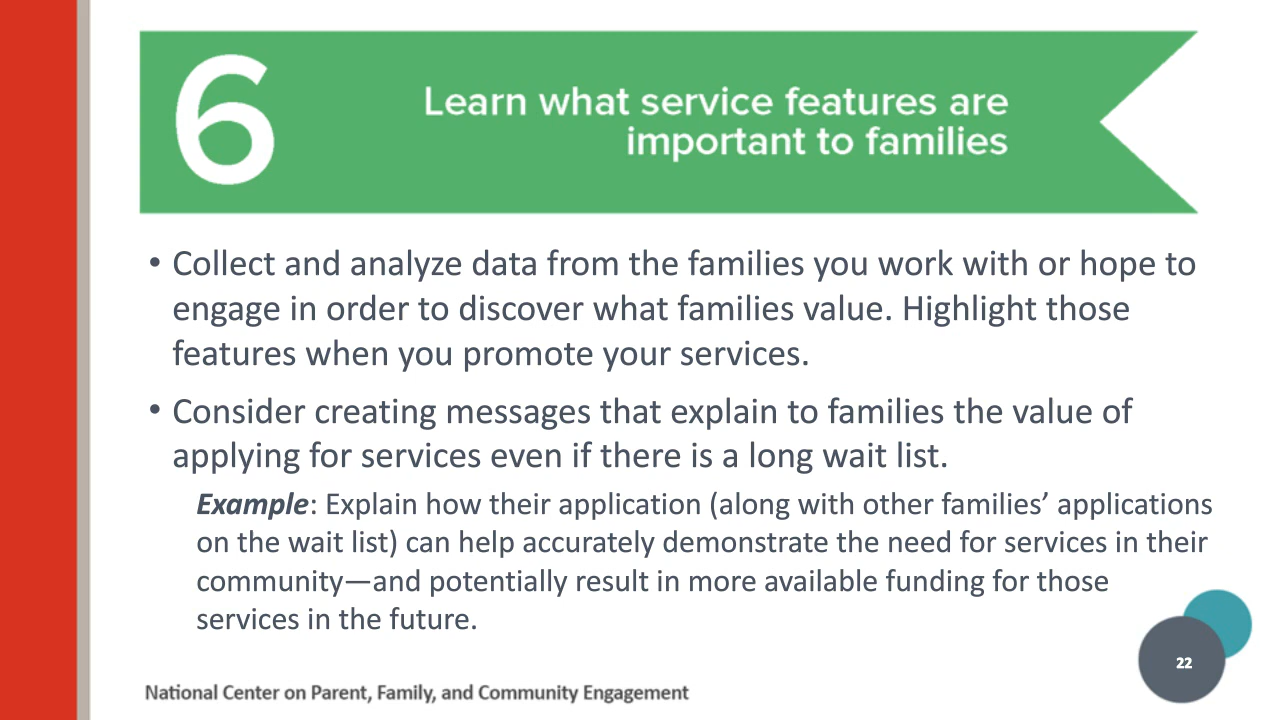 6
Learn what service features are
important to families
• Collect and analyze data from the families you work with or hope to
engage in order to discover what families value. Highlight those
features when you promote your services.
• Consider creating messages that explain to families the value of
applying for services even if there is a long wait list.
Example: Explain how their application (along with other families’ applications
on the wait list) can help accurately demonstrate the need for services in their
community—and potentially result in more available funding for those
services in the future.
22
National Center on Parent, Family, and Community Engagement